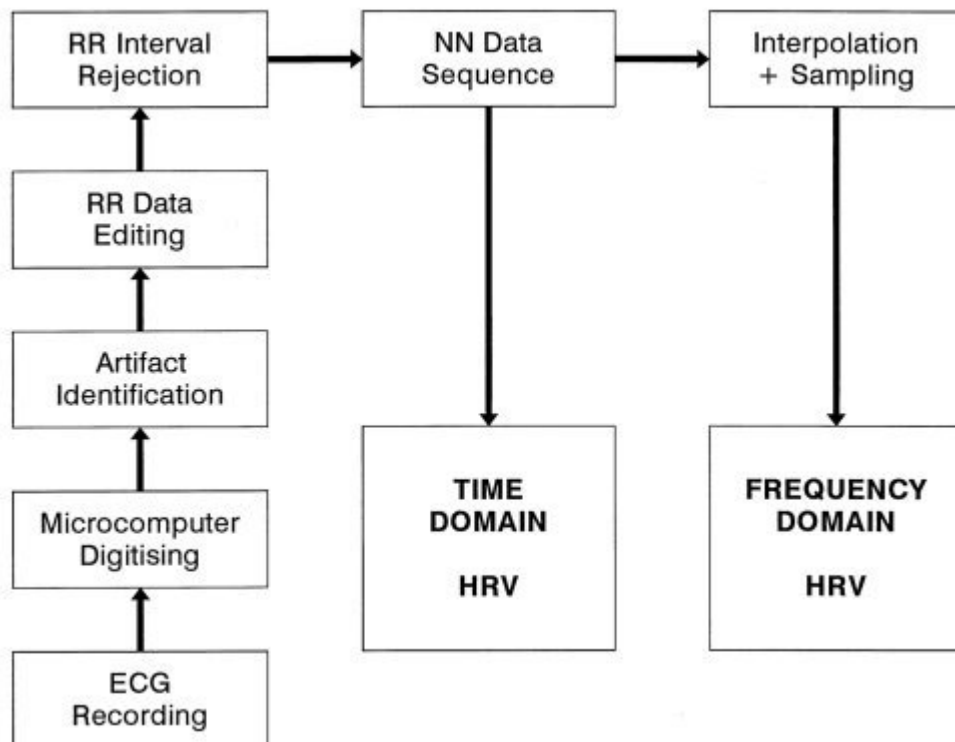 RR Interval
Rejection
NN Data
Sequence
Interpolation
+ Sampling
RR Data
Editing
Artifact
Identification
Microcomputer
Digitising
ECG
Recording
TIME
DOMAIN
HRV
FREQUENCY
DOMAIN
HRV